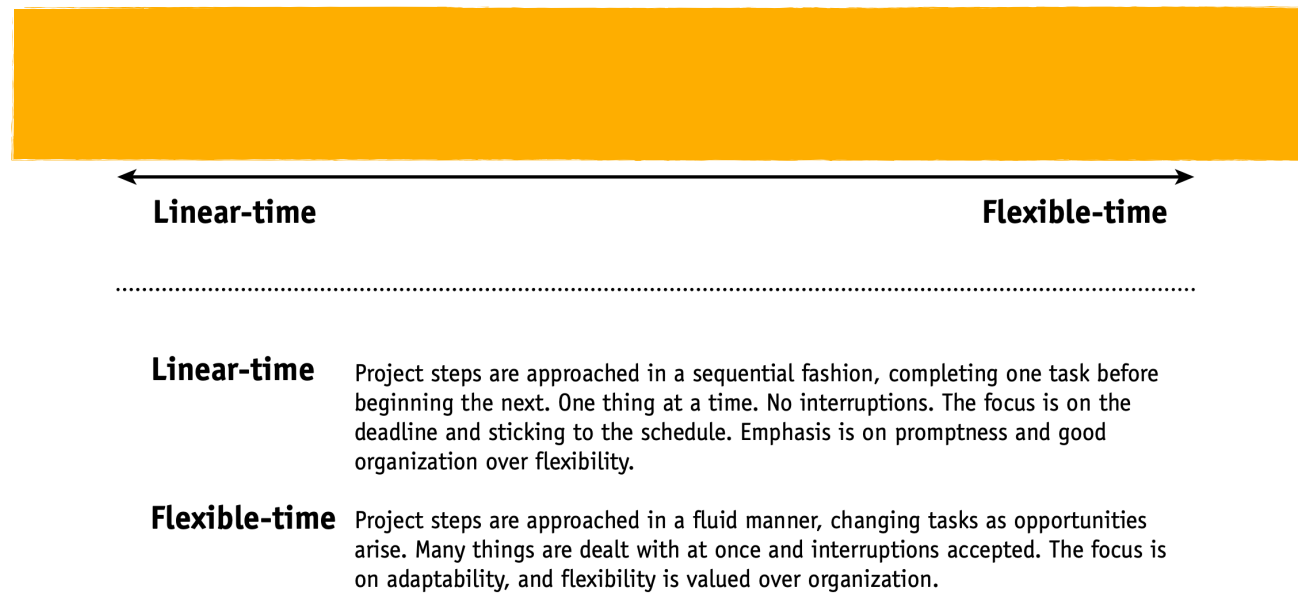 Linear-time
Flexible-time
Linear-time
Project steps are approached in a sequential fashion, completing one task before
beginning the next. One thing at a time. No interruptions. The focus is on the
deadline and sticking to the schedule. Emphasis is on promptness and good
organization over flexibility.
Flexible-time
Project steps are approached in a fluid manner, changing tasks as opportunities
arise. Many things are dealt with at once and interruptions accepted. The focus is
on adaptability, and flexibility is valued over organization.